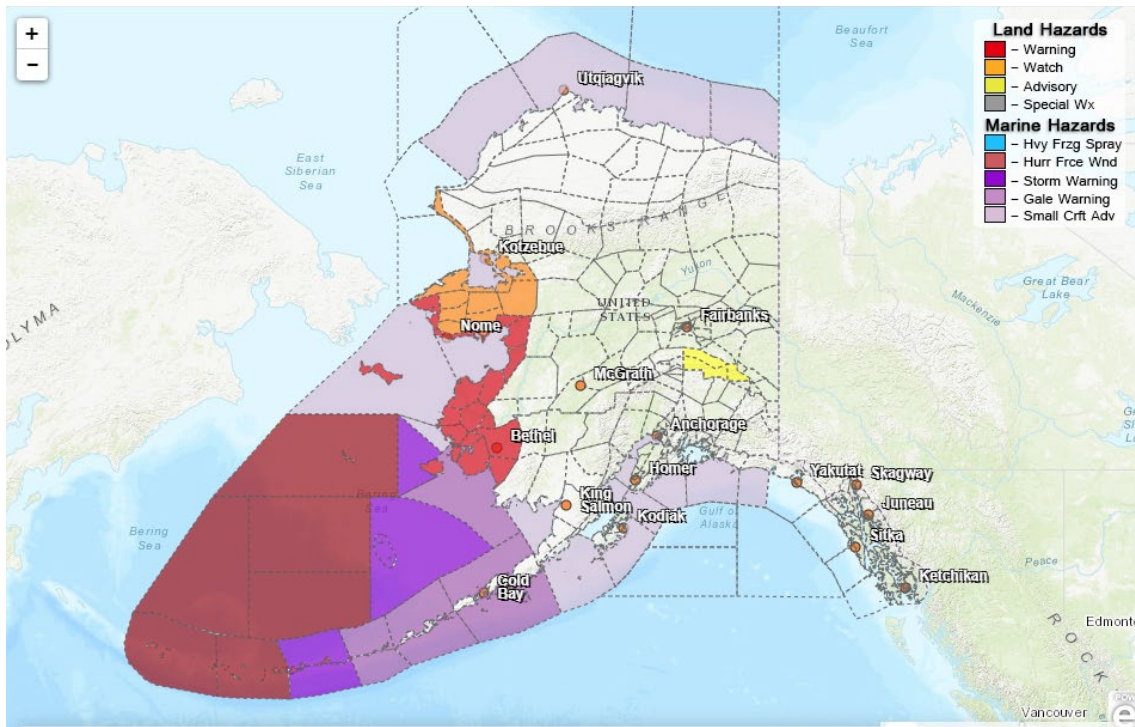 +
−
Beaufort
Sea
Land Hazards
– Warning
– Watch
– Advisory
– Special Wx
Marine Hazards
– Hvy Frzg Spray
– Hurr Frce Wnd
– Storm Warning
– Gale Warning
– Small Crft Adv
Utqiagvik
East
Siberian
Sea
BROOKS RANGE
Kotzebue
Yukon
Great Bear
Lake
Mackenzie
OLYMA
UNITED
STATES
Fairbanks
Nome
McGrath
Anchorage
Bethel
Homer
Yakutat
Skagway
King
Salmon
Kodiak
Gulf of
Alaska
Juneau
Bering
Sea
Sitka
Peace
Cold
Bay
Ketchikan
Edmont
ROCK
Vancouver